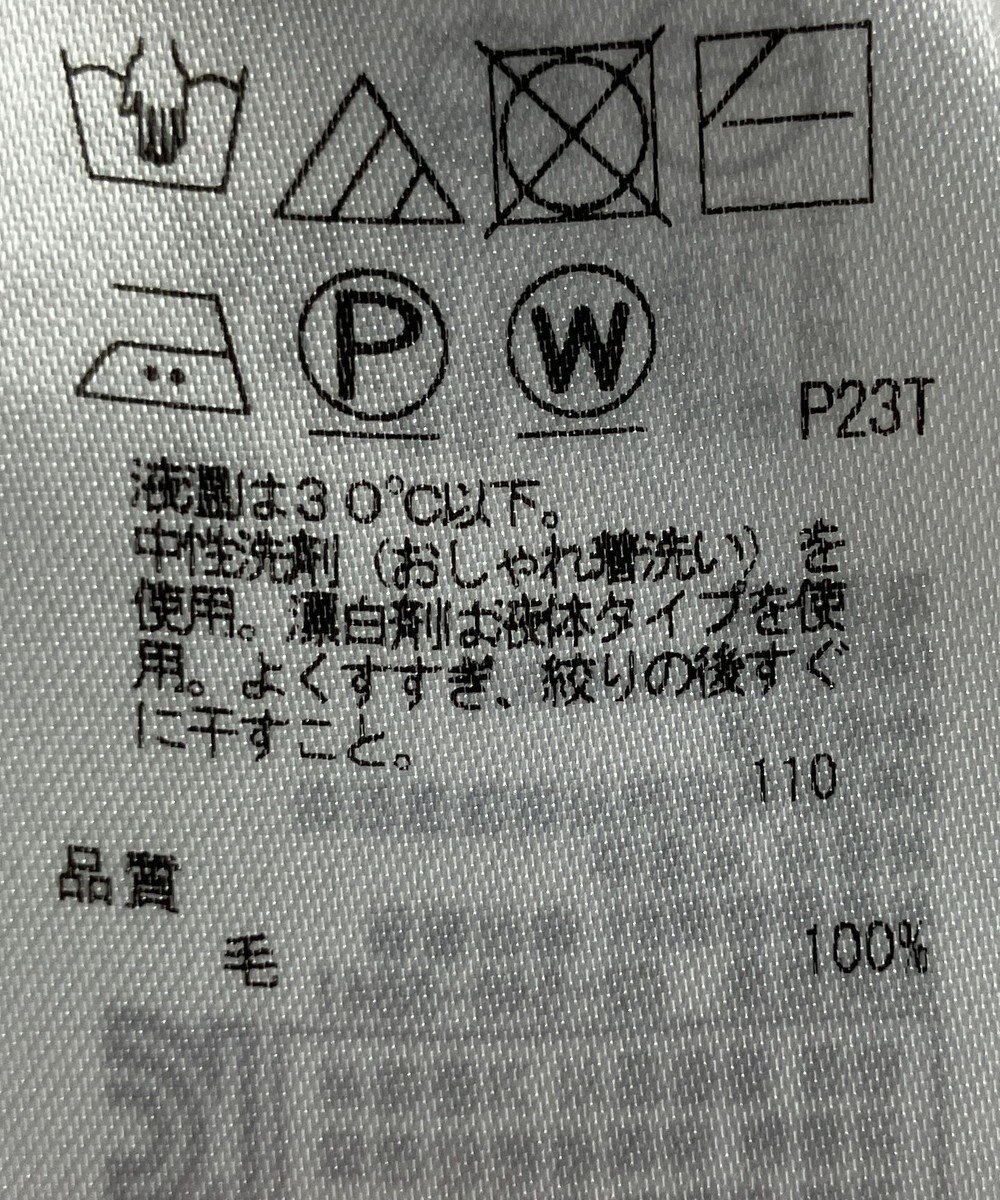 P
W
P23T
液温は30℃以下。
中性洗剤（おしゃれ着洗い）を
使用。漂白剤は液体タイプを使
用。よくすすぎ、絞りの後すぐ
に干すこと。
110
品質
毛 100%